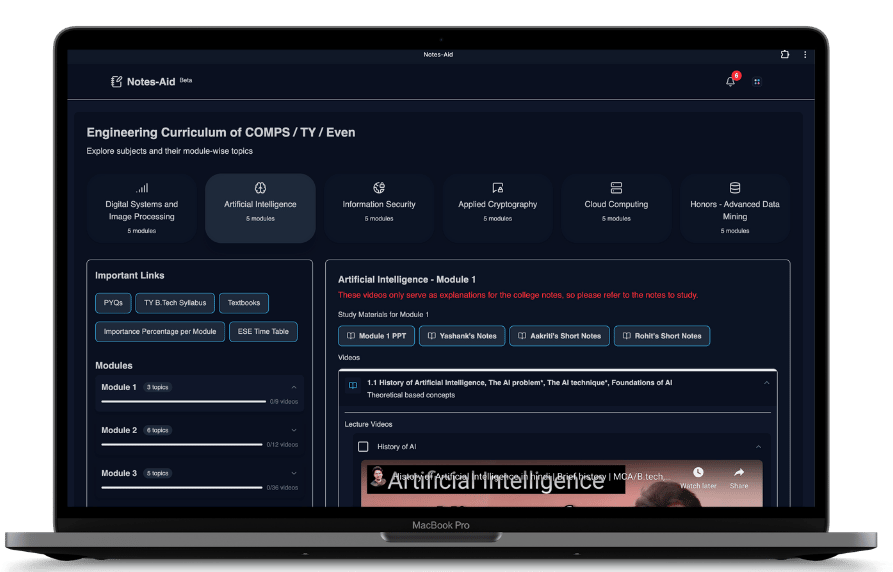 Notes-Aid
Notes-Aid Beta
6
Engineering Curriculum of COMPS / TY / Even
Explore subjects and their module-wise topics
Digital Systems and
Image Processing
5 modules
Artificial Intelligence
5 modules
Information Security
5 modules
Applied Cryptography
5 modules
Cloud Computing
5 modules
Honors - Advanced Data
Mining
5 modules
Important Links
PYQs
TY B.Tech Syllabus
Textbooks
Importance Percentage per Module
ESE Time Table
Modules
Module 1 3 topics
0/9 videos
Module 2 6 topics
0/12 videos
Module 3 5 topics
0/36 videos
Artificial Intelligence - Module 1
These videos only serve as explanations for the college notes, so please refer to the notes to study.
Study Materials for Module 1
Module 1 PPT
Yashank's Notes
Aakriti's Short Notes
Rohit's Short Notes
Videos
1.1 History of Artificial Intelligence, The AI problem*, The AI technique*, Foundations of AI
Theoretical based concepts
Lecture Videos
History of AI
History of Artificial Intelligence in hindi | Brief history | MCA/B.tech...
Artificial Intelligence
Watch later
Share
MacBook Pro